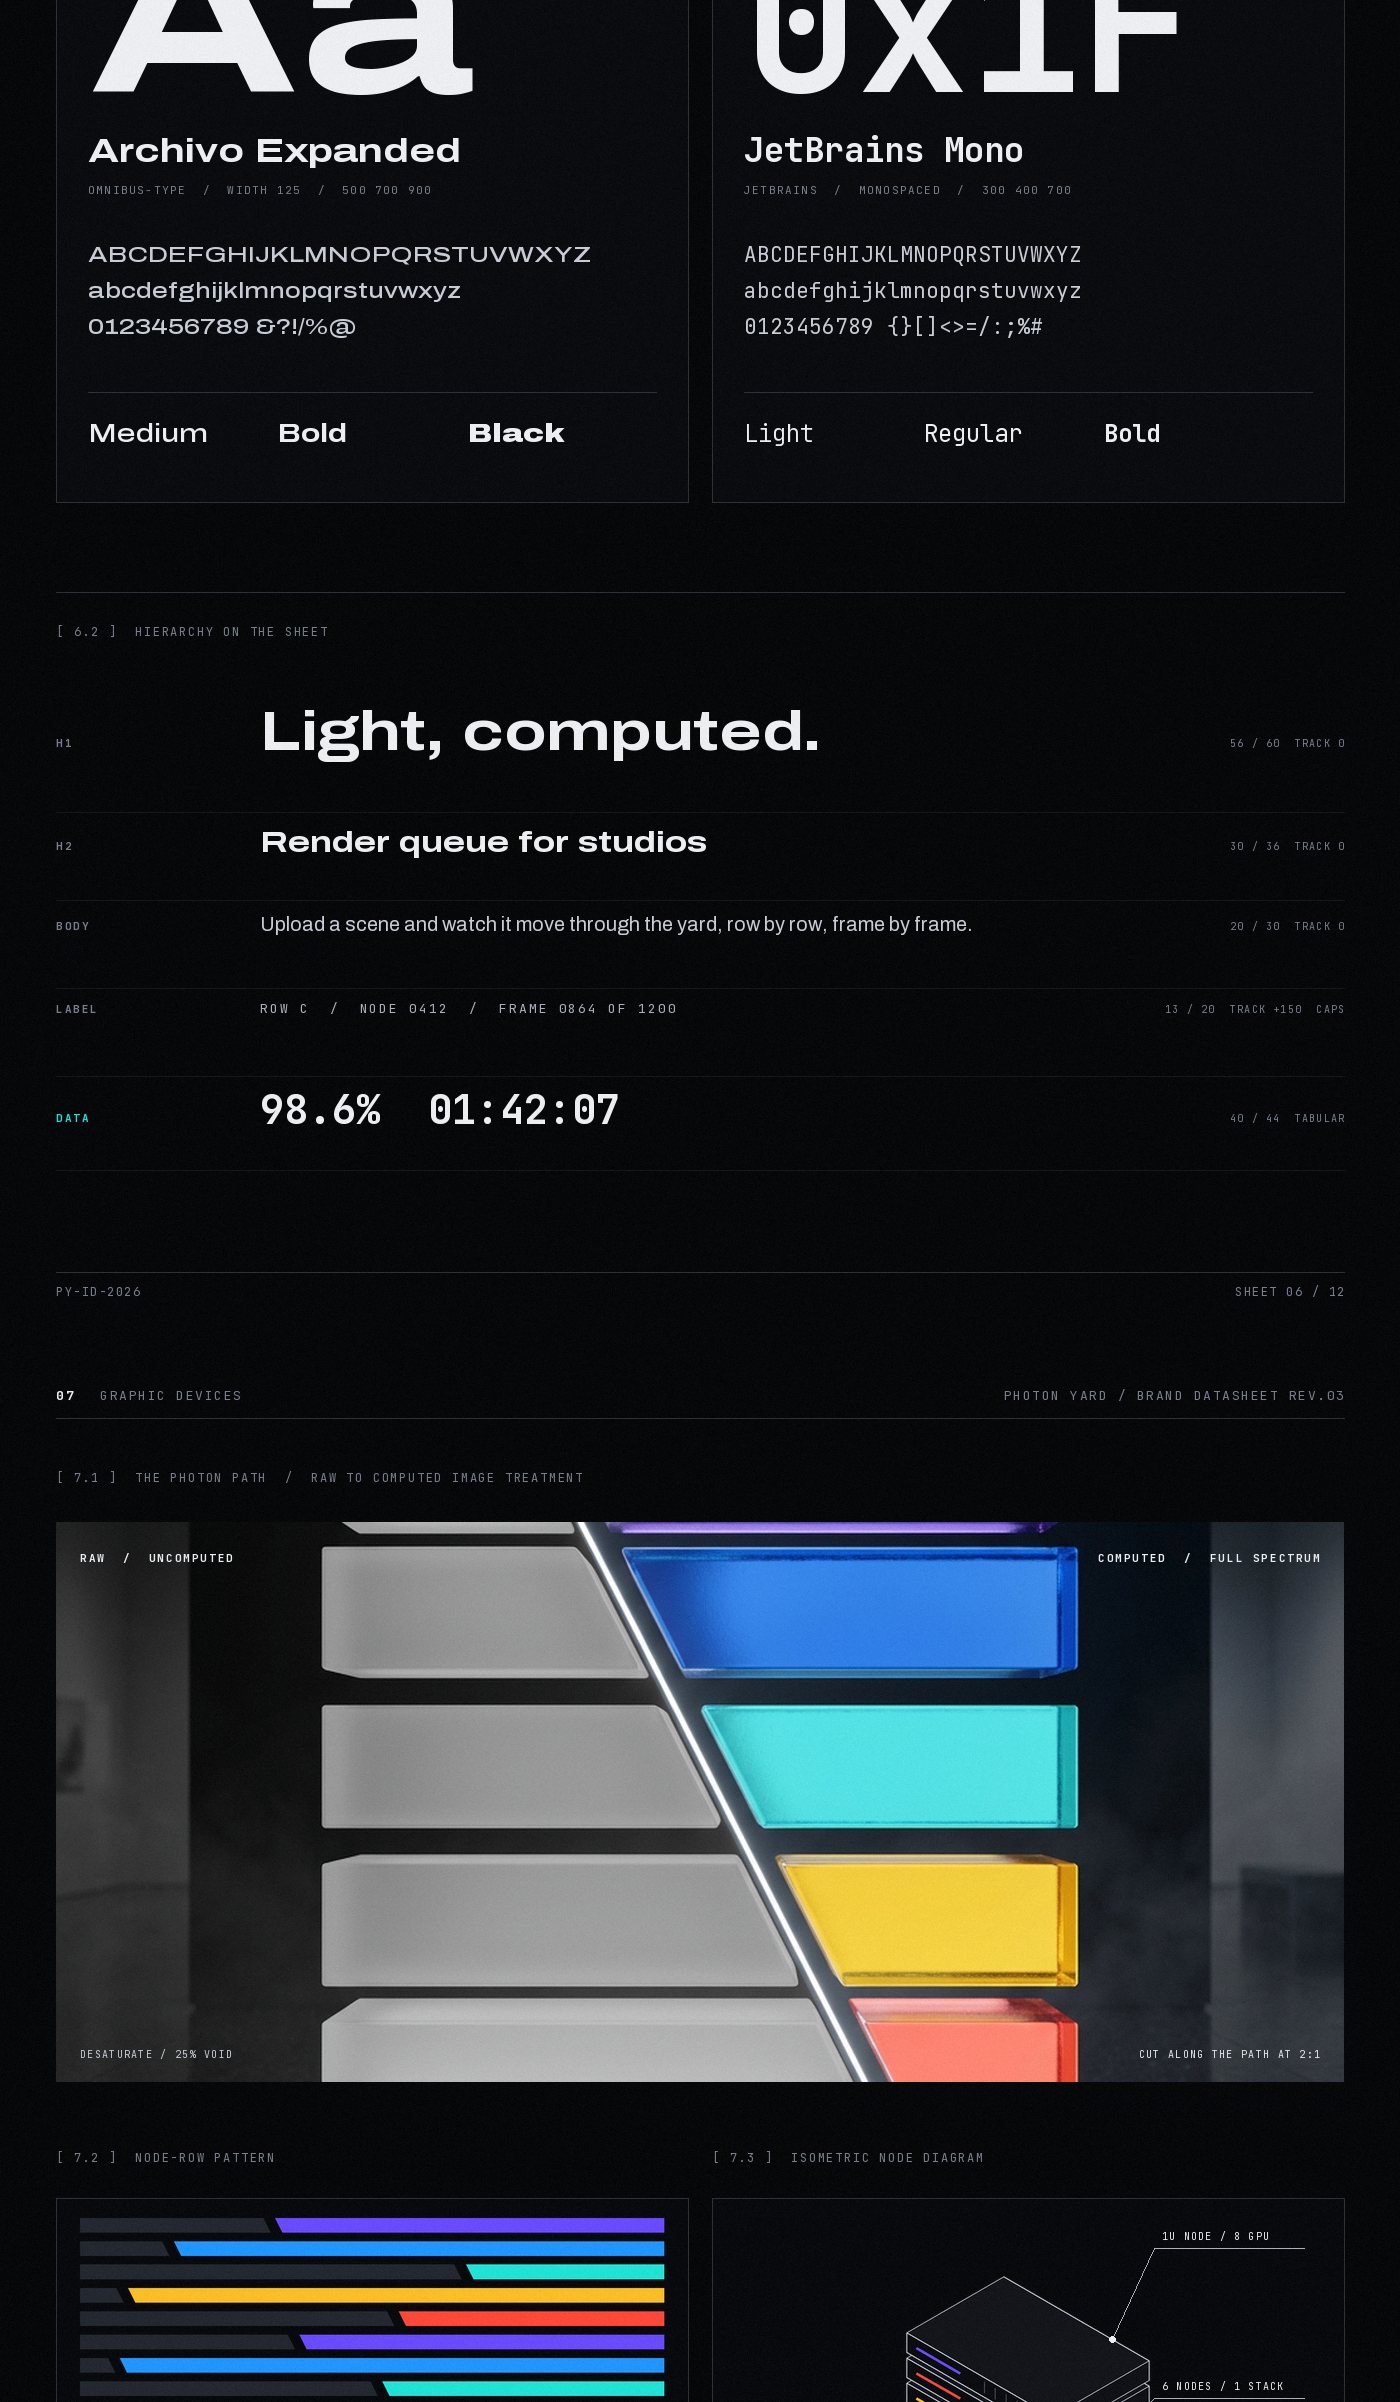 Aa
0x1F
Archivo Expanded
OMNIBUS-TYPE / WIDTH 125 / 500 700 900
ABCDEFGHIJKLMNOPQRSTUVWXYZ
abcdefghijklmnopqrstuvwxyz
0123456789 &?!/%@
Medium Bold Black
JetBrains Mono
JETBRAINS / MONOSPACED / 300 400 700
ABCDEFGHIJKLMNOPQRSTUVWXYZ
abcdefghijklmnopqrstuvwxyz
0123456789 {}[]<>=/:;%#
Light Regular Bold
[ 6.2 ] HIERARCHY ON THE SHEET
H1 Light, computed. 56 / 60 TRACK 0
H2 Render queue for studios 30 / 36 TRACK 0
BODY Upload a scene and watch it move through the yard, row by row, frame by frame. 20 / 30 TRACK 0
LABEL ROW C / NODE 0412 / FRAME 0864 OF 1200 13 / 20 TRACK +150 CAPS
DATA 98.6% 01:42:07 40 / 44 TABULAR
PY-ID-2026 SHEET 06 / 12
07 GRAPHIC DEVICES PHOTON YARD / BRAND DATASHEET REV.03
[ 7.1 ] THE PHOTON PATH / RAW TO COMPUTED IMAGE TREATMENT
RAW / UNCOMPUTED COMPUTED / FULL SPECTRUM
DESATURATE / 25% VOID CUT ALONG THE PATH AT 2:1
[ 7.2 ] NODE-ROW PATTERN
[ 7.3 ] ISOMETRIC NODE DIAGRAM
1U NODE / 8 GPU
6 NODES / 1 STACK